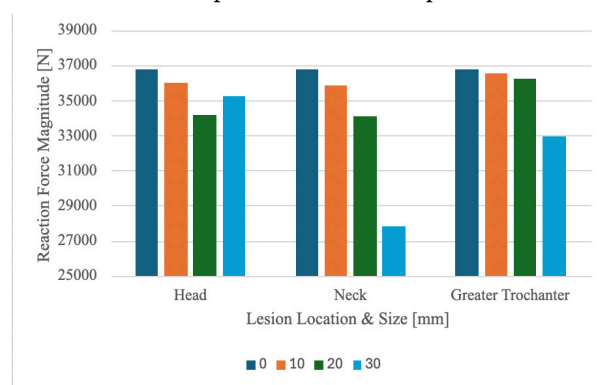 39000
37000
35000
33000
31000
29000
27000
25000
Reaction Force Magnitude [N]
Head Neck Greater Trochanter
Lesion Location & Size [mm]
0 10 20 30